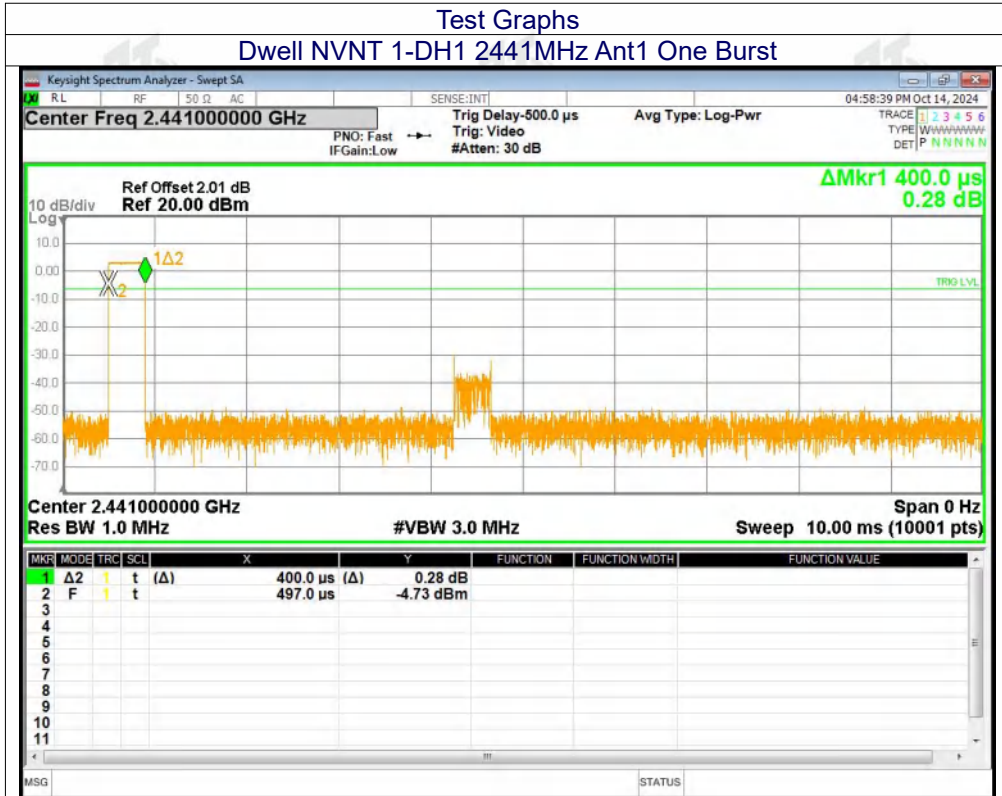 Test Graphs
Dwell NVNT 1-DH1 2441MHz Ant1 One Burst
Keysight Spectrum Analyzer - Swept SA
LXI RL RF 50 Ω AC SENSE:INT 04:58:39 PM Oct 14, 2024
Center Freq 2.441000000 GHz Trig Delay-500.0 µs Avg Type: Log-Pwr TRACE 1 2 3 4 5 6
PNO: Fast Trig: Video TYPE WWWWWWW
IFGain:Low #Atten: 30 dB DET P N N N N N
ΔMkr1 400.0 µs
0.28 dB
Ref Offset 2.01 dB
10 dB/div Ref 20.00 dBm
Log
10.0
0.00
-10.0
-20.0
-30.0
-40.0
-50.0
-60.0
-70.0
1Δ2
2
TRIG LVL
Center 2.441000000 GHz Span 0 Hz
Res BW 1.0 MHz #VBW 3.0 MHz Sweep 10.00 ms (10001 pts)
MKR MODE TRC SCL X Y FUNCTION FUNCTION WIDTH FUNCTION VALUE
1 Δ2 1 t (Δ) 400.0 µs (Δ) 0.28 dB
2 F 1 t 497.0 µs -4.73 dBm
3
4
5
6
7
8
9
10
11
MSG STATUS